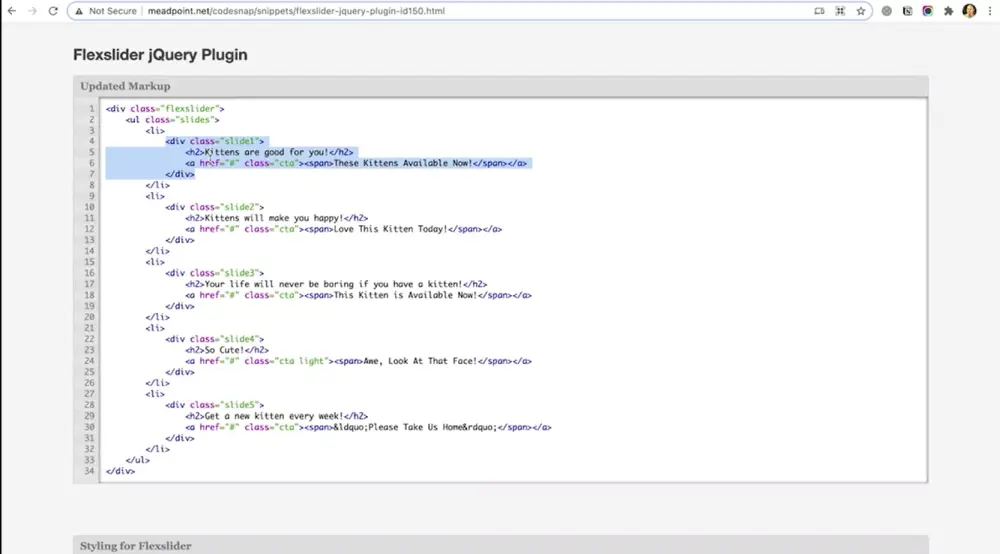 Not Secure | meadpoint.net/codesnap/snippets/flexslider-jquery-plugin-id150.html
Flexslider jQuery Plugin
Updated Markup
1 <div class="flexslider">
2 <ul class="slides">
3 <li>
4 <div class="slide1">
5 <h2>Kittens are good for you!</h2>
6 <a href="#" class="cta"><span>These Kittens Available Now!</span></a>
7 </div>
8 </li>
9 <li>
10 <div class="slide2">
11 <h2>Kittens will make you happy!</h2>
12 <a href="#" class="cta"><span>Love This Kitten Today!</span></a>
13 </div>
14 </li>
15 <li>
16 <div class="slide3">
17 <h2>Your life will never be boring if you have a kitten!</h2>
18 <a href="#" class="cta"><span>This Kitten is Available Now!</span></a>
19 </div>
20 </li>
21 <li>
22 <div class="slide4">
23 <h2>So Cute!</h2>
24 <a href="#" class="cta light"><span>Awe, Look At That Face!</span></a>
25 </div>
26 </li>
27 <li>
28 <div class="slide5">
29 <h2>Get a new kitten every week!</h2>
30 <a href="#" class="cta"><span>&ldquo;Please Take Us Home&rdquo;</span></a>
31 </div>
32 </li>
33 </ul>
34 </div>
Styling for Flexslider